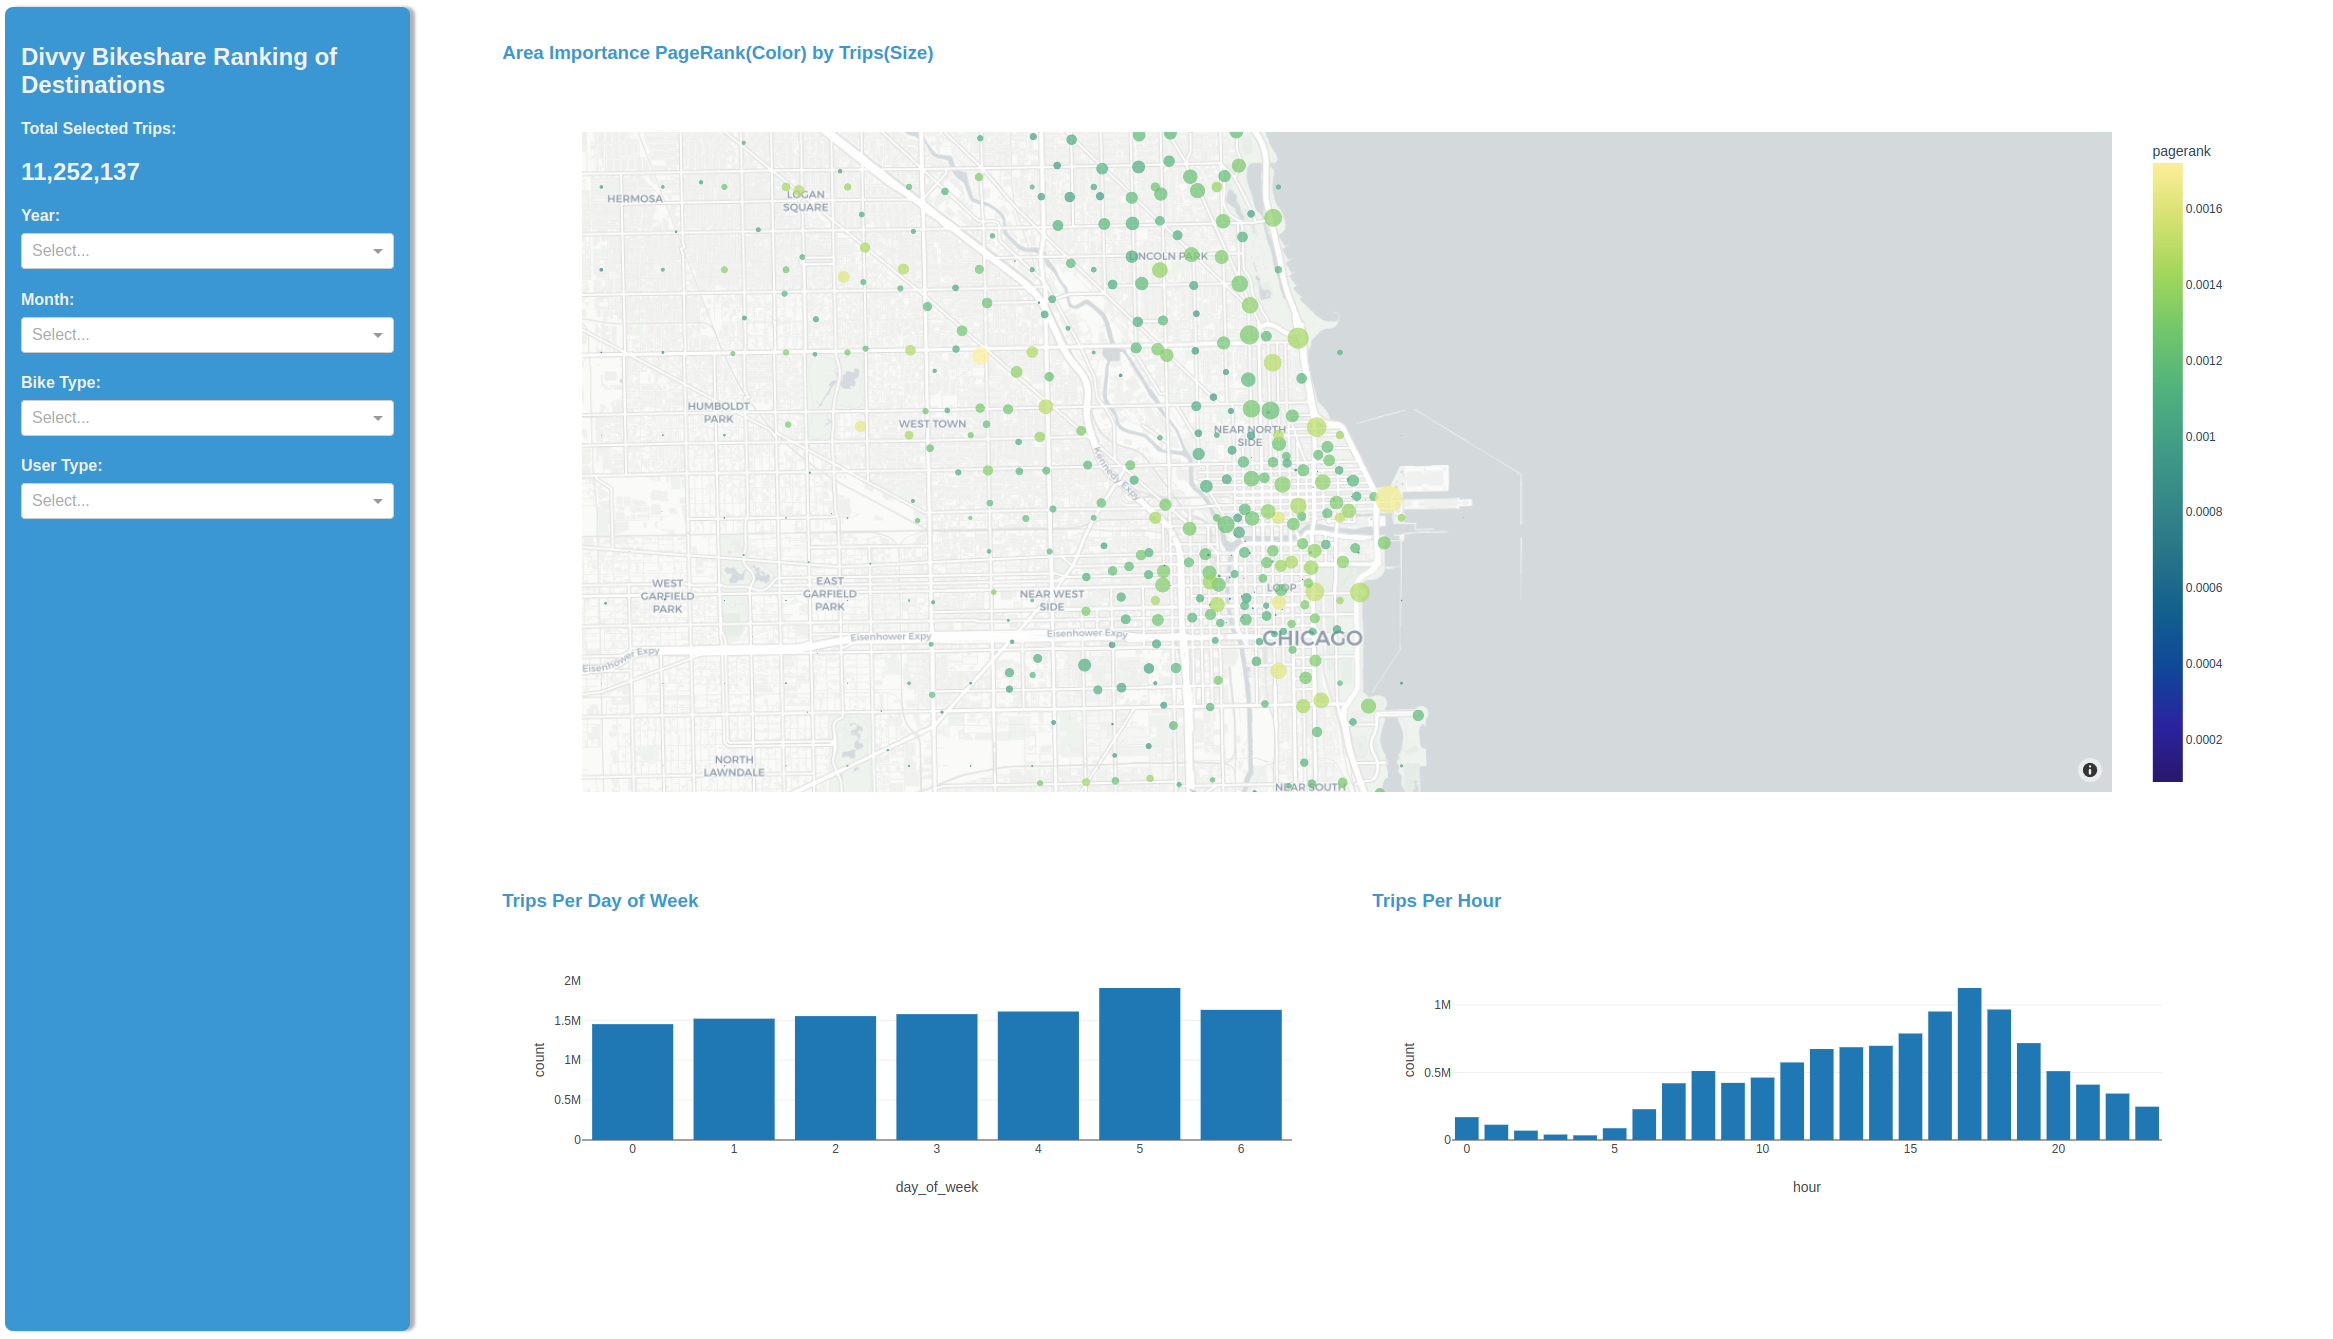 Divvy Bikeshare Ranking of
Destinations
Total Selected Trips:
11,252,137
Year:
Select...
Month:
Select...
Bike Type:
Select...
User Type:
Select...
Area Importance PageRank(Color) by Trips(Size)
HERMOSA
LOGAN
SQUARE
LINCOLN PARK
HUMBOLDT
PARK
WEST TOWN
NEAR NORTH
SIDE
Kennedy Expy
WEST
GARFIELD
PARK
EAST
GARFIELD
PARK
NEAR WEST
SIDE
LOOP
Eisenhower Expy
Eisenhower Expy
Eisenhower Expy
CHICAGO
NORTH
LAWNDALE
NEAR SOUTH
pagerank
0.0016
0.0014
0.0012
0.001
0.0008
0.0006
0.0004
0.0002
Trips Per Day of Week
2M
1.5M
1M
0.5M
0
count
0 1 2 3 4 5 6
day_of_week
Trips Per Hour
1M
0.5M
0
count
0 5 10 15 20
hour